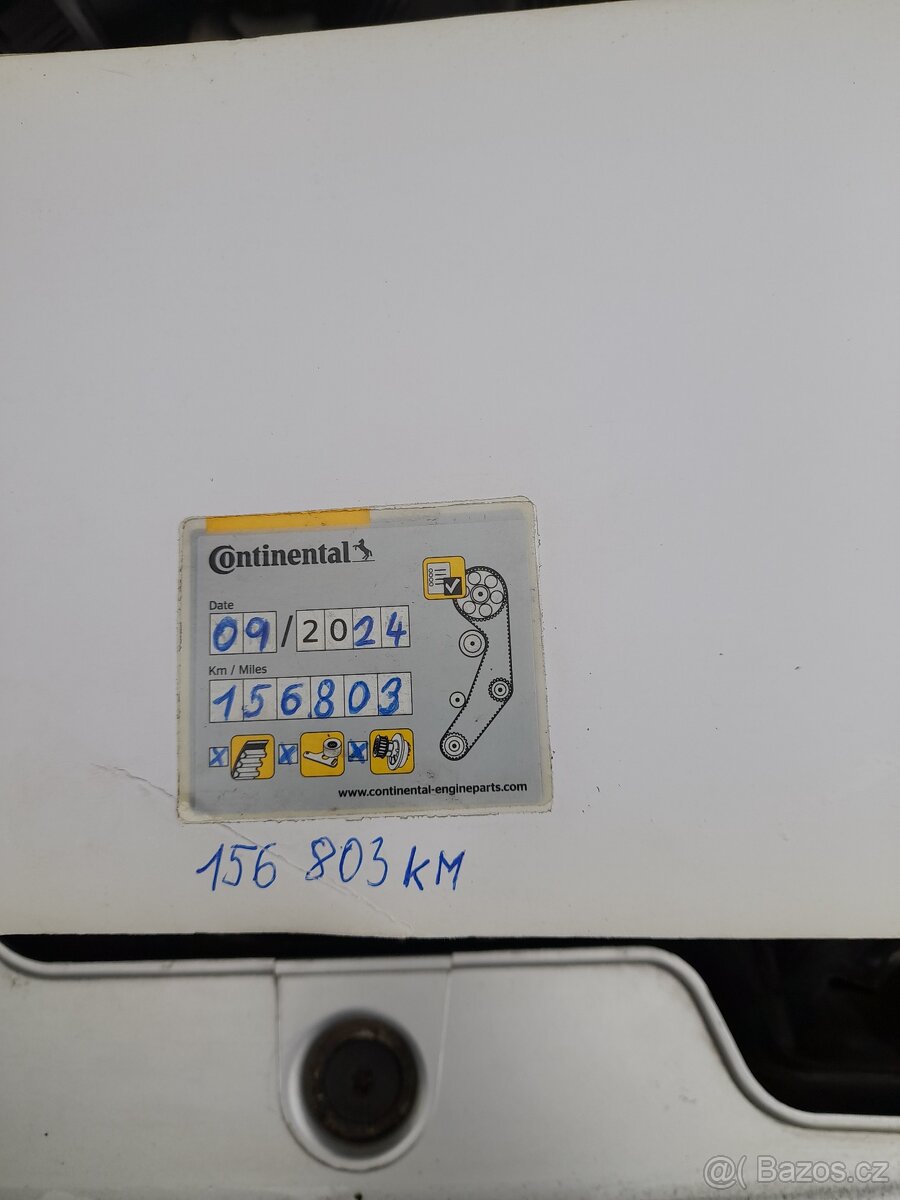 Continental
Date
09/2024
Km / Miles
156803
X X X
www.continental-engineparts.com
156 803 KM
@( Bazos.cz